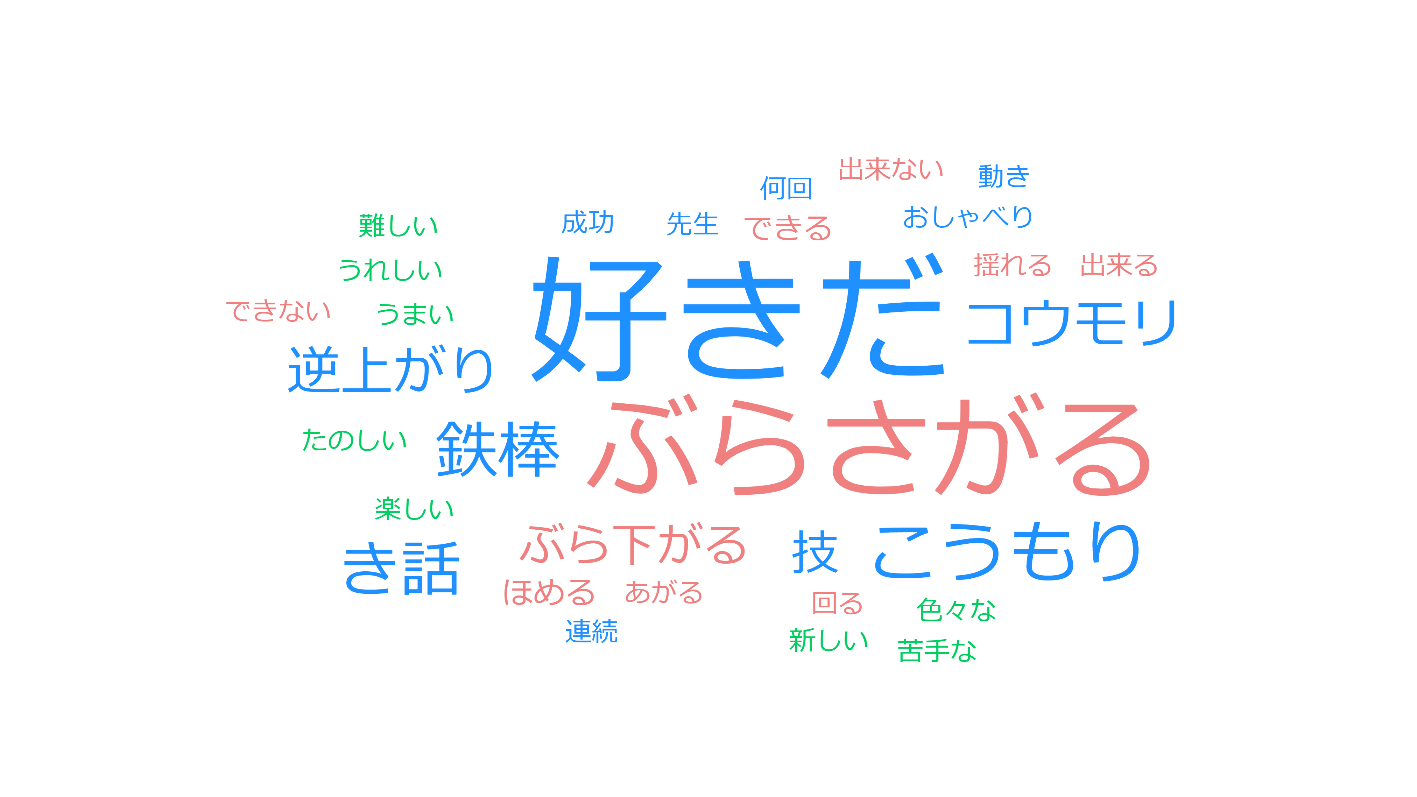 出来ない
動き
何回
おしゃべり
難しい
成功
先生
できる
うれしい
揺れる
出来る
できない
うまい
好きだ
コウモリ
逆上がり
たのしい
鉄棒
ぶらさがる
楽しい
き話
ぶら下がる
技
こうもり
ほめる
あがる
回る
色々な
連続
新しい
苦手な